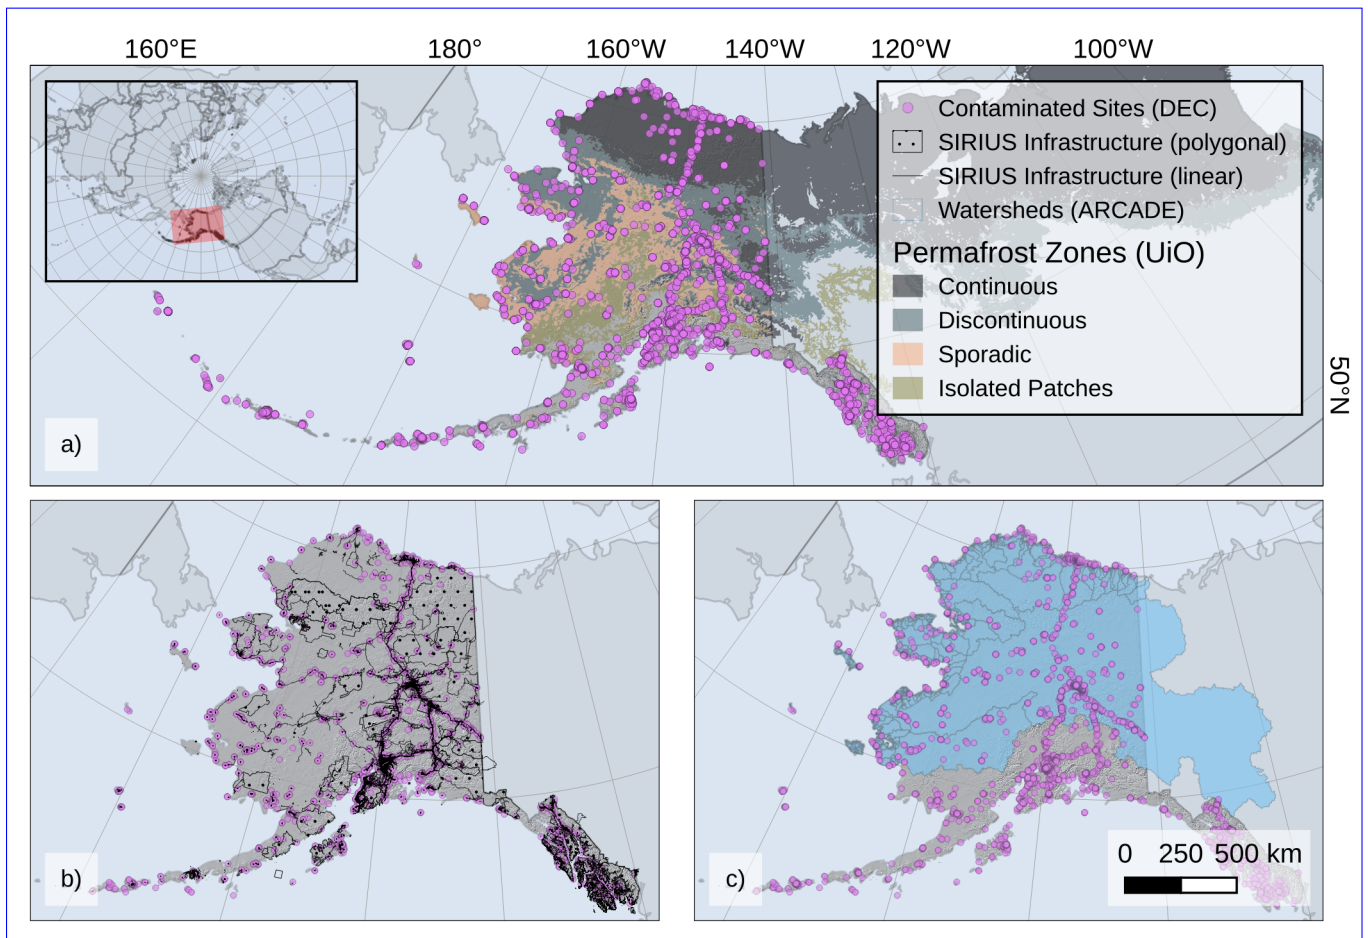 160°E 180° 160°W 140°W 120°W 100°W
Contaminated Sites (DEC)
SIRIUS Infrastructure (polygonal)
SIRIUS Infrastructure (linear)
Watersheds (ARCADE)
Permafrost Zones (UiO)
Continuous
Discontinuous
Sporadic
Isolated Patches
50°N
a)
b)
c)
0 250 500 km